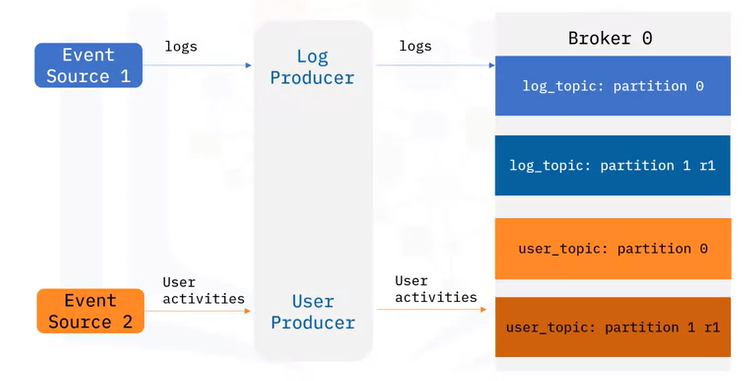 Event
Source 1
logs
Log
Producer
logs
Broker 0
log_topic: partition 0
log_topic: partition 1 r1
user_topic: partition 0
user_topic: partition 1 r1
Event
Source 2
User
activities
User
Producer
User
activities